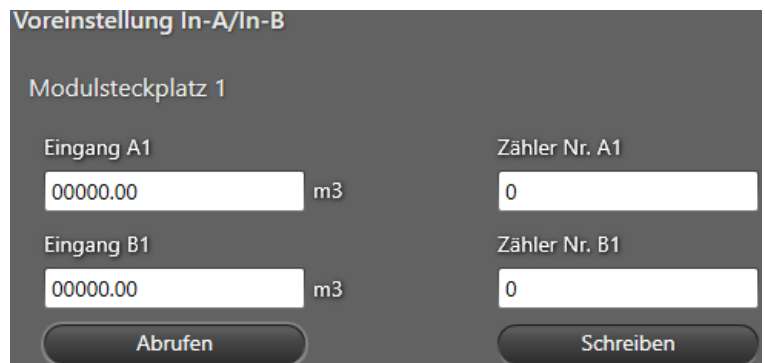 Voreinstellung In-A/In-B
Modulsteckplatz 1
Eingang A1 Zähler Nr. A1
00000.00 m3 0
Eingang B1 Zähler Nr. B1
00000.00 m3 0
Abrufen Schreiben